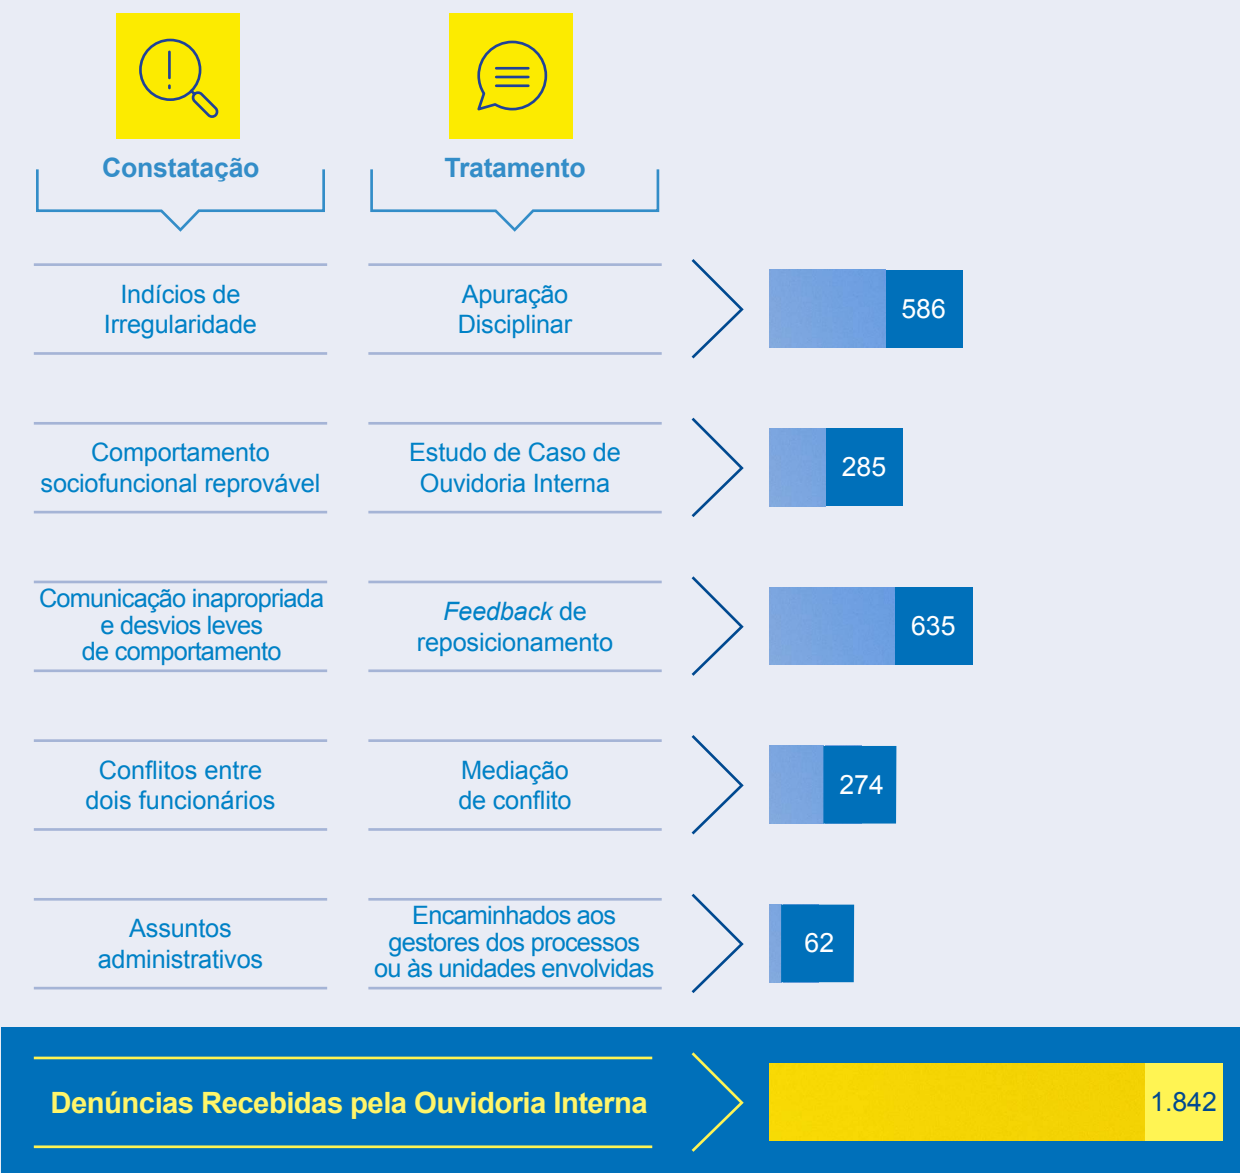 Constatação
Tratamento
Indícios de
Irregularidade
Apuração
Disciplinar
586
Comportamento
sociofuncional reprovável
Estudo de Caso de
Ouvidoria Interna
285
Comunicação inapropriada
e desvios leves
de comportamento
Feedback de
reposicionamento
635
Conflitos entre
dois funcionários
Mediação
de conflito
274
Assuntos
administrativos
Encaminhados aos
gestores dos processos
ou às unidades envolvidas
62
Denúncias Recebidas pela Ouvidoria Interna
1.842